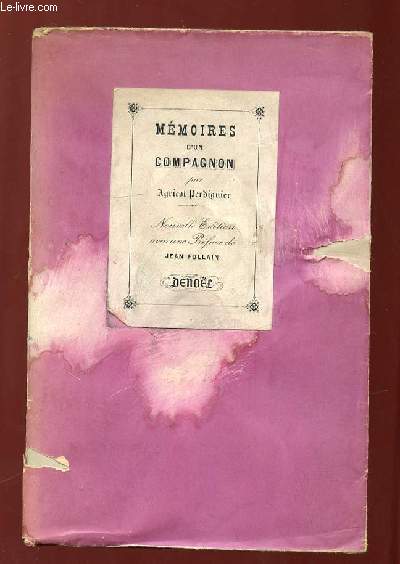 Le-livre.com
MÉMOIRES
D'UN
COMPAGNON
par
Agricol Perdiguier
Nouvelle Édition
avec une Préface de
JEAN FOLLAIN
DENOËL